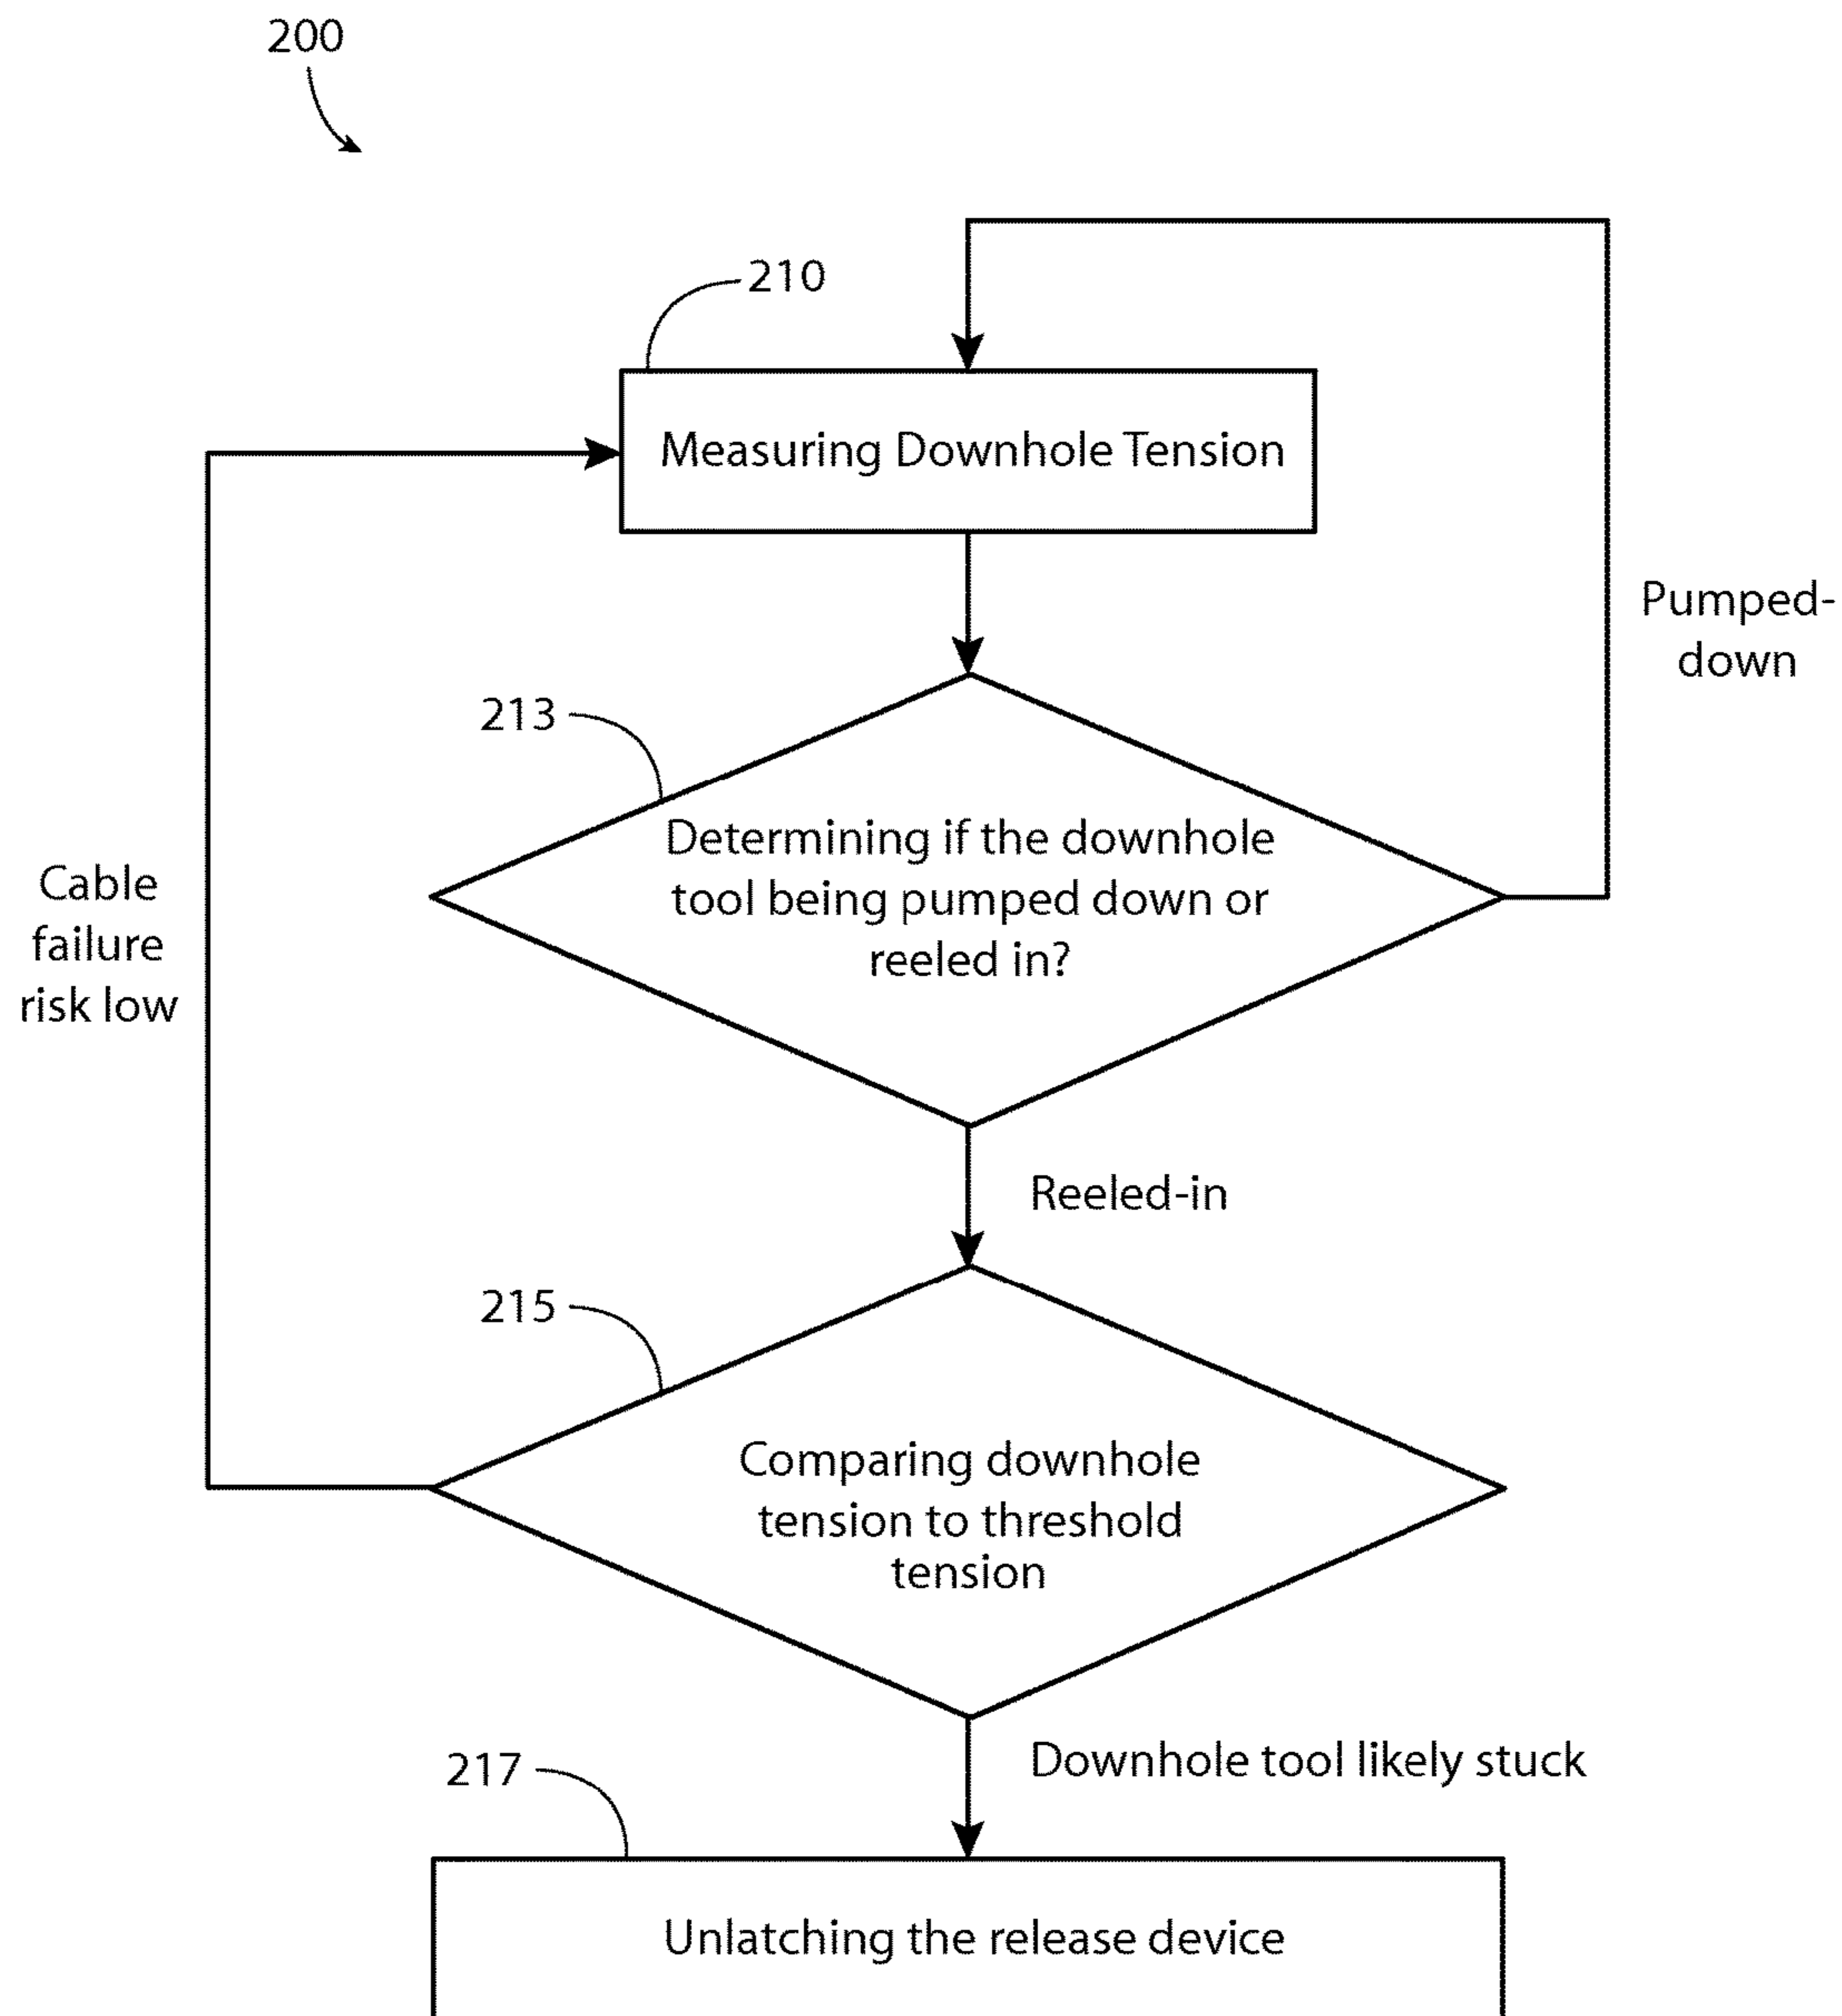 200
210
Measuring Downhole Tension
Pumped-
down
213
Determining if the downhole
tool being pumped down or
reeled in?
Cable
failure
risk low
Reeled-in
215
Comparing downhole
tension to threshold
tension
Downhole tool likely stuck
217
Unlatching the release device